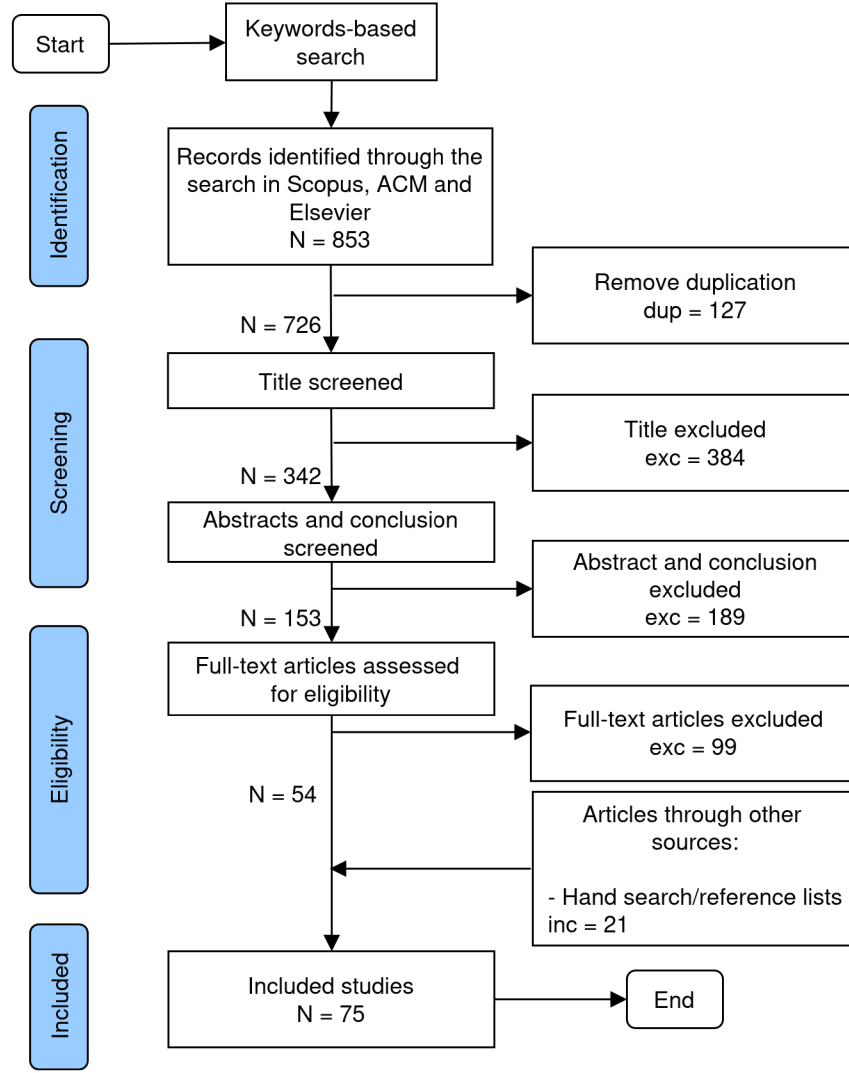 Start
Keywords-based
search
Identification
Records identified through the
search in Scopus, ACM and
Elsevier
N = 853
Remove duplication
dup = 127
N = 726
Screening
Title screened
Title excluded
exc = 384
N = 342
Abstracts and conclusion
screened
Abstract and conclusion
excluded
exc = 189
N = 153
Eligibility
Full-text articles assessed
for eligibility
Full-text articles excluded
exc = 99
N = 54
Articles through other
sources:
- Hand search/reference lists
inc = 21
Included
Included studies
N = 75
End